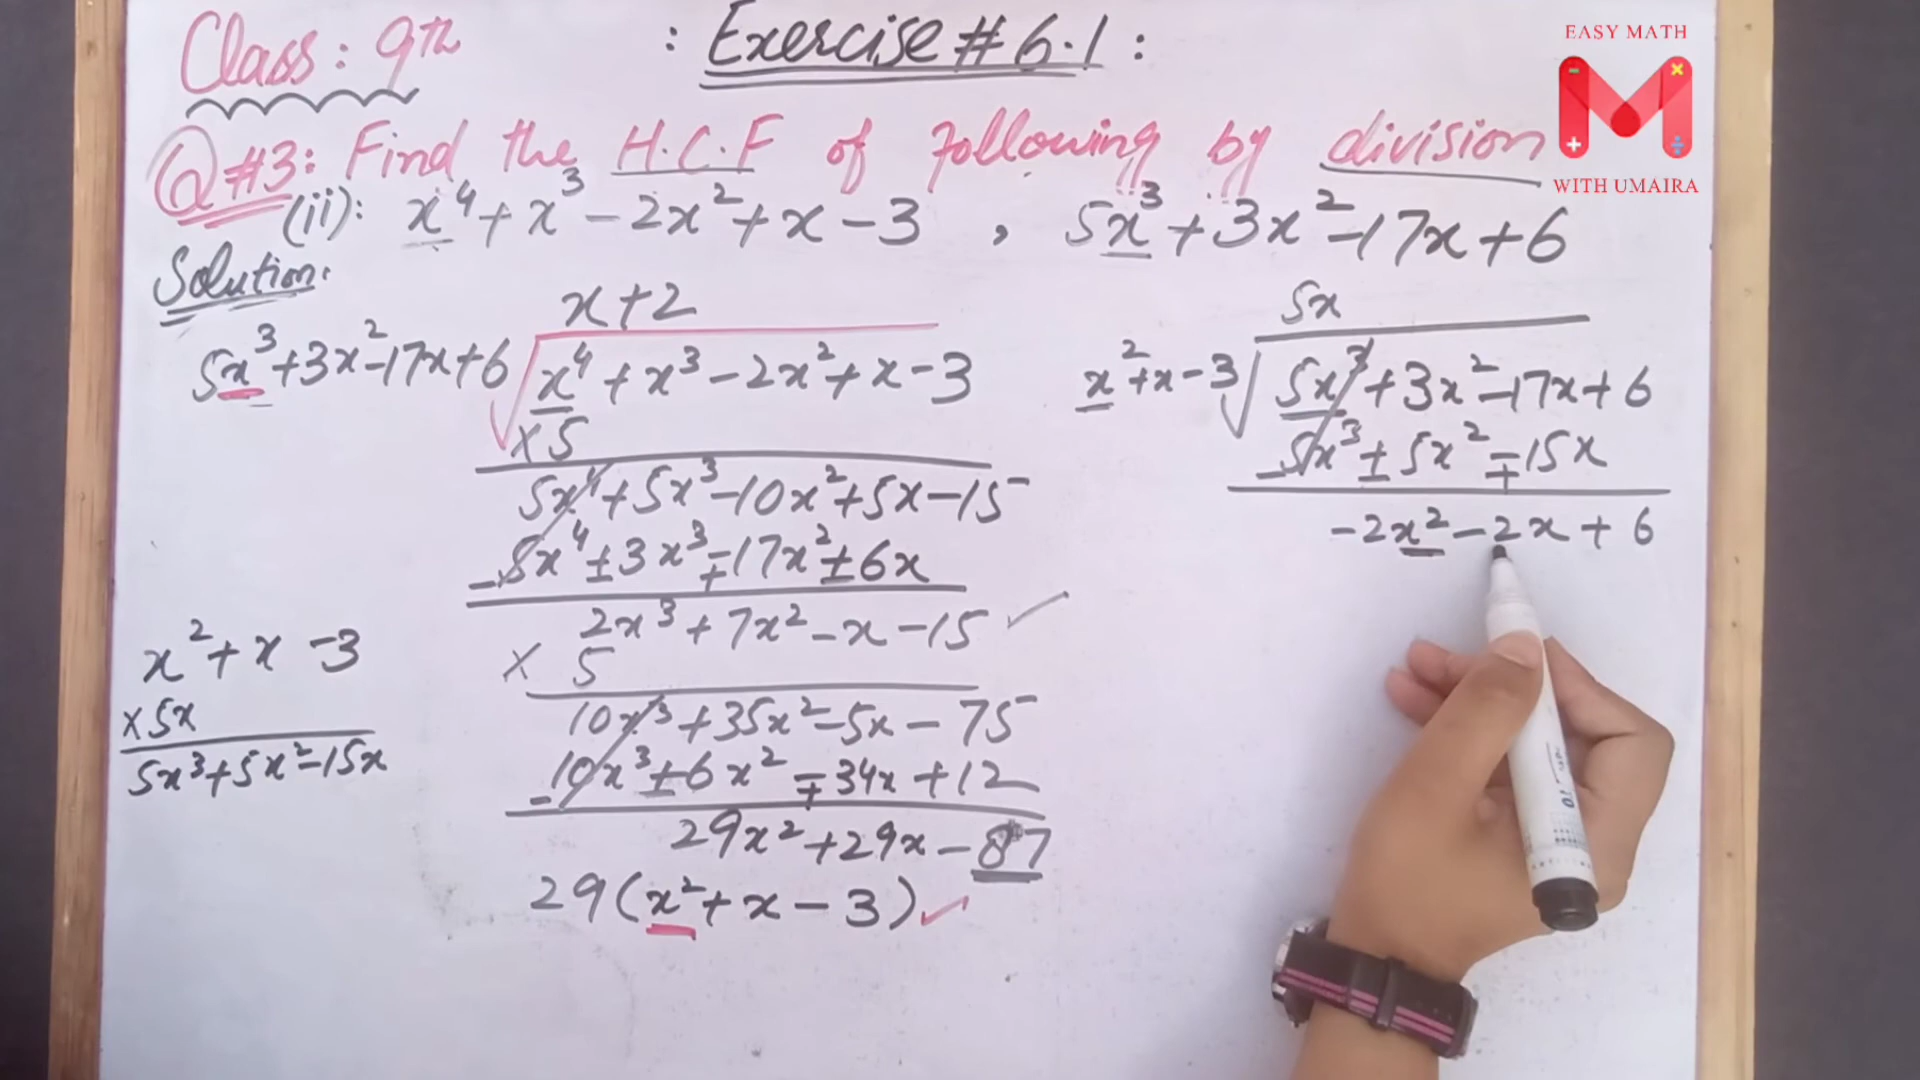 Class: 9th
: Exercise # 6.1 :
EASY MATH
WITH UMAIRA
Q#3: Find the H.C.F of following by division
(ii): x⁴ + x³ - 2x² + x - 3 , 5x³ + 3x² - 17x + 6
Solution:
x + 2
5x³ + 3x² - 17x + 6 √ x⁴ + x³ - 2x² + x - 3
× 5
5x⁴ + 5x³ - 10x² + 5x - 15
- 5x⁴ ± 3x³ ∓ 17x² ± 6x
2x³ + 7x² - x - 15 ✓
× 5
10x³ + 35x² - 5x - 75
- 10x³ ± 6x² ∓ 34x + 12
29x² + 29x - 87
29(x² + x - 3) ✓
x² + x - 3
× 5x
5x³ + 5x² - 15x
5x
x² + x - 3 √ 5x³ + 3x² - 17x + 6
- 5x³ ± 5x² ∓ 15x
- 2x² - 2x + 6